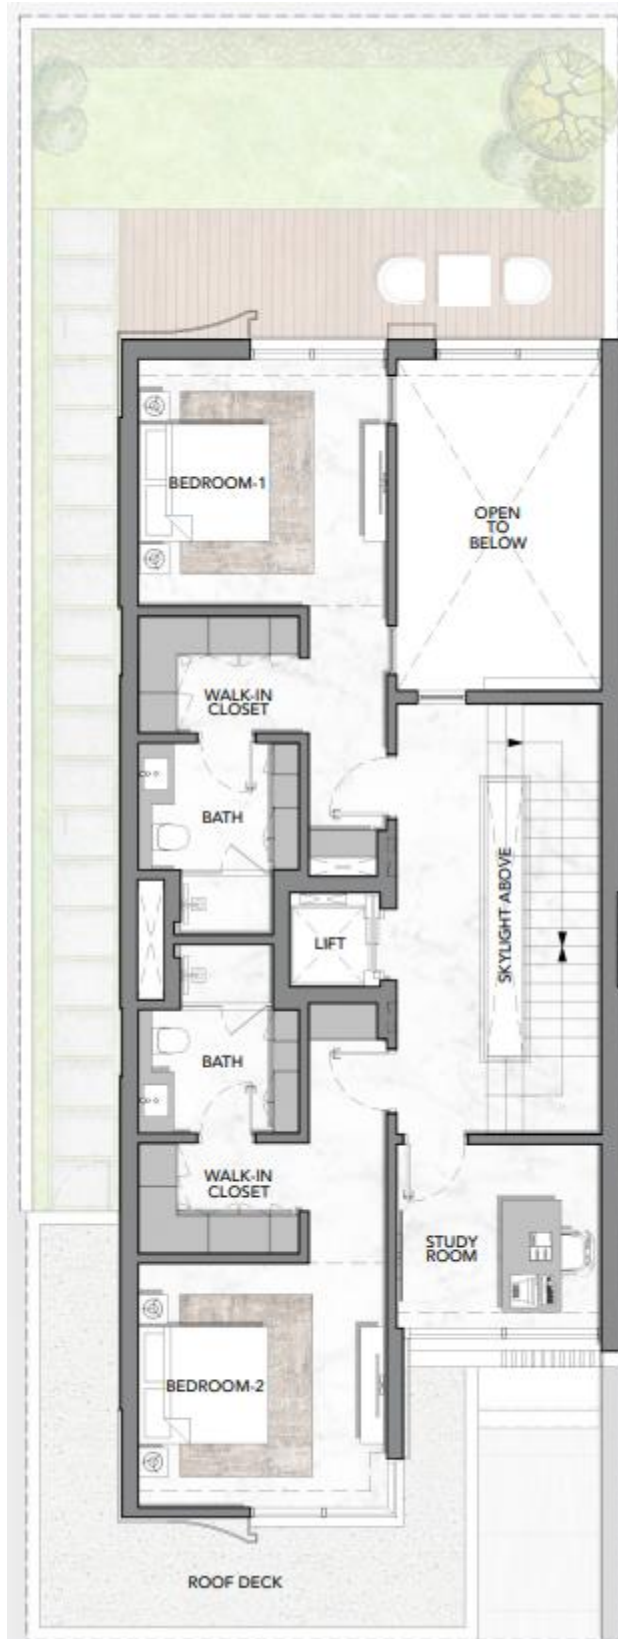 BEDROOM-1
OPEN
TO
BELOW
WALK-IN
CLOSET
BATH
SKYLIGHT ABOVE
LIFT
BATH
WALK-IN
CLOSET
STUDY
ROOM
BEDROOM-2
ROOF DECK